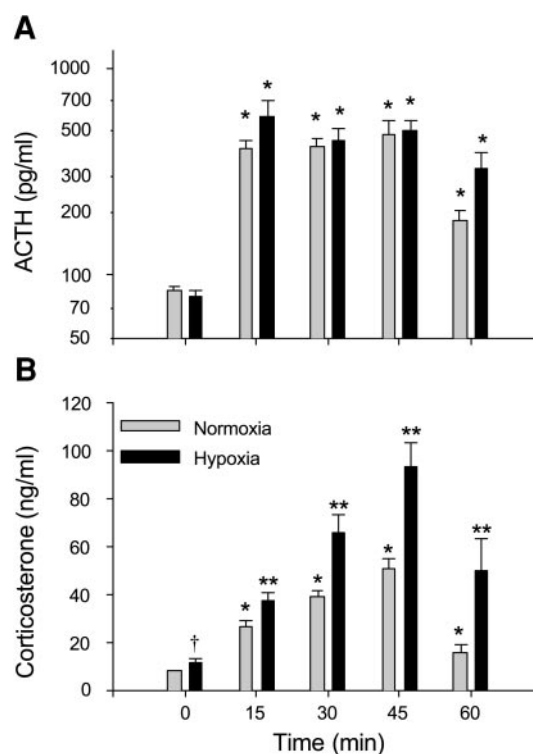 A
ACTH (pg/ml)
1000
700
500
300
200
100
70
50
* * * * * * * *
B
Corticosterone (ng/ml)
120
100
80
60
40
20
0
Normoxia
Hypoxia
† * ** * ** * ** * **
0 15 30 45 60
Time (min)